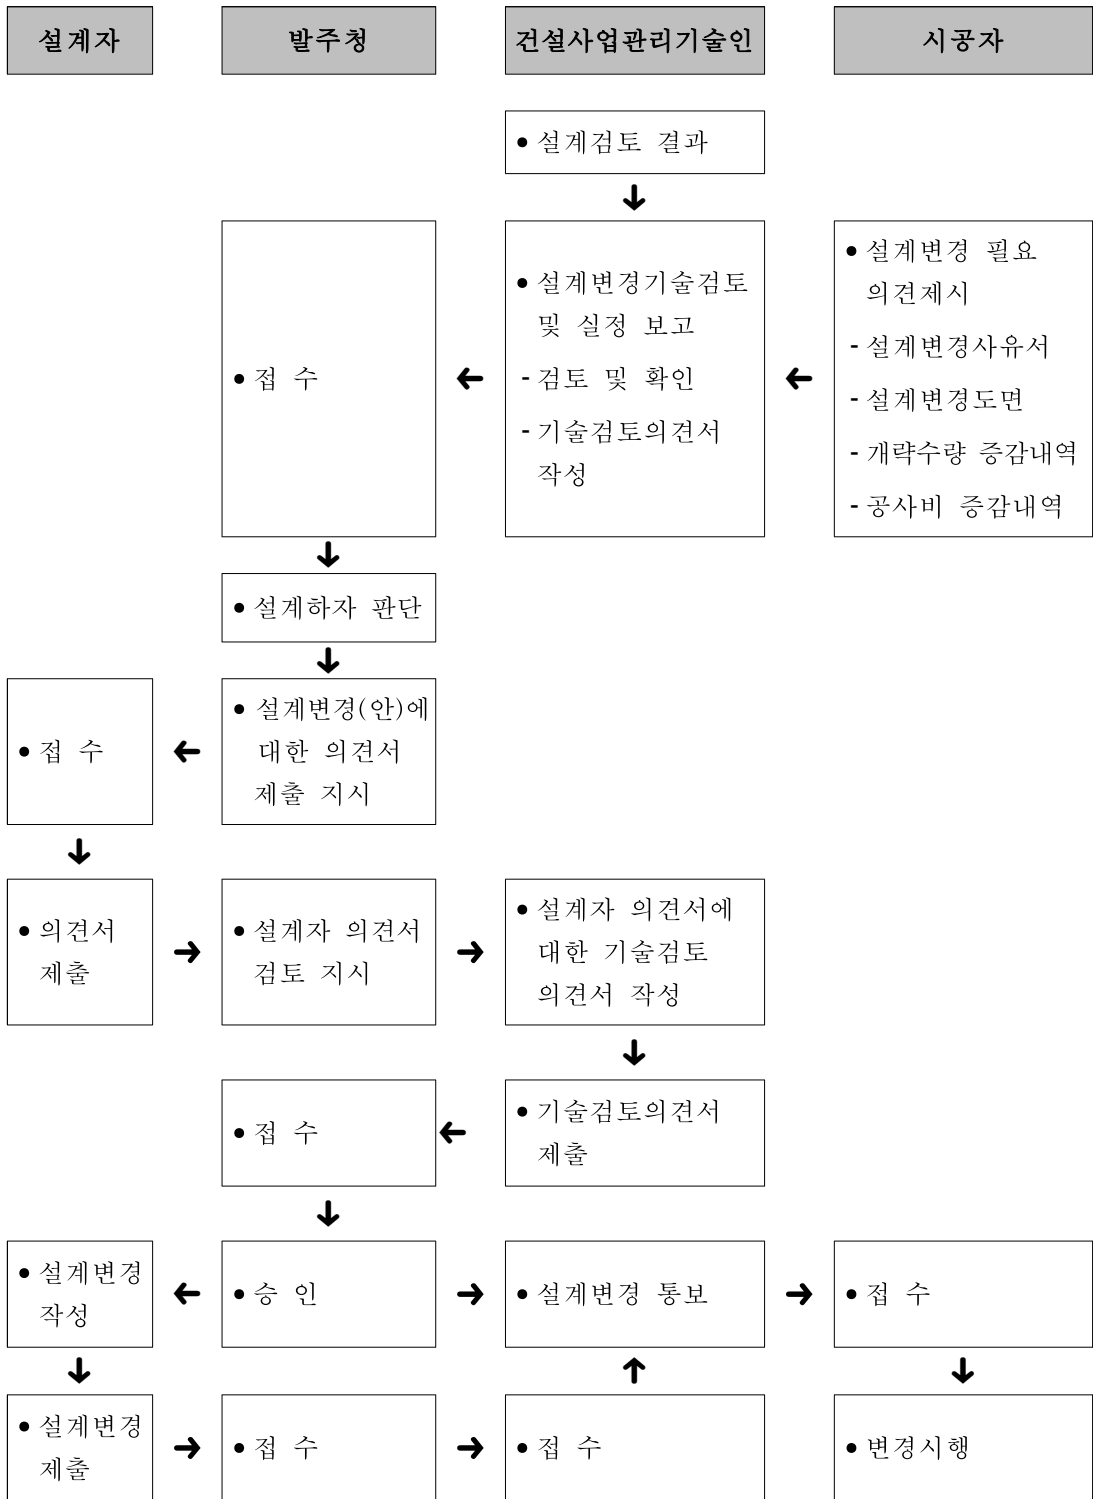 설계자
발주청
건설사업관리기술인
시공자
• 설계검토 결과
• 접 수
• 설계변경기술검토
및 실정 보고
- 검토 및 확인
- 기술검토의견서
작성
• 설계변경 필요
의견제시
- 설계변경사유서
- 설계변경도면
- 개략수량 증감내역
- 공사비 증감내역
• 설계하자 판단
• 접 수
• 설계변경(안)에
대한 의견서
제출 지시
• 의견서
제출
• 설계자 의견서
검토 지시
• 설계자 의견서에
대한 기술검토
의견서 작성
• 접 수
• 기술검토의견서
제출
• 설계변경
작성
• 승 인
• 설계변경 통보
• 접 수
• 설계변경
제출
• 접 수
• 접 수
• 변경시행